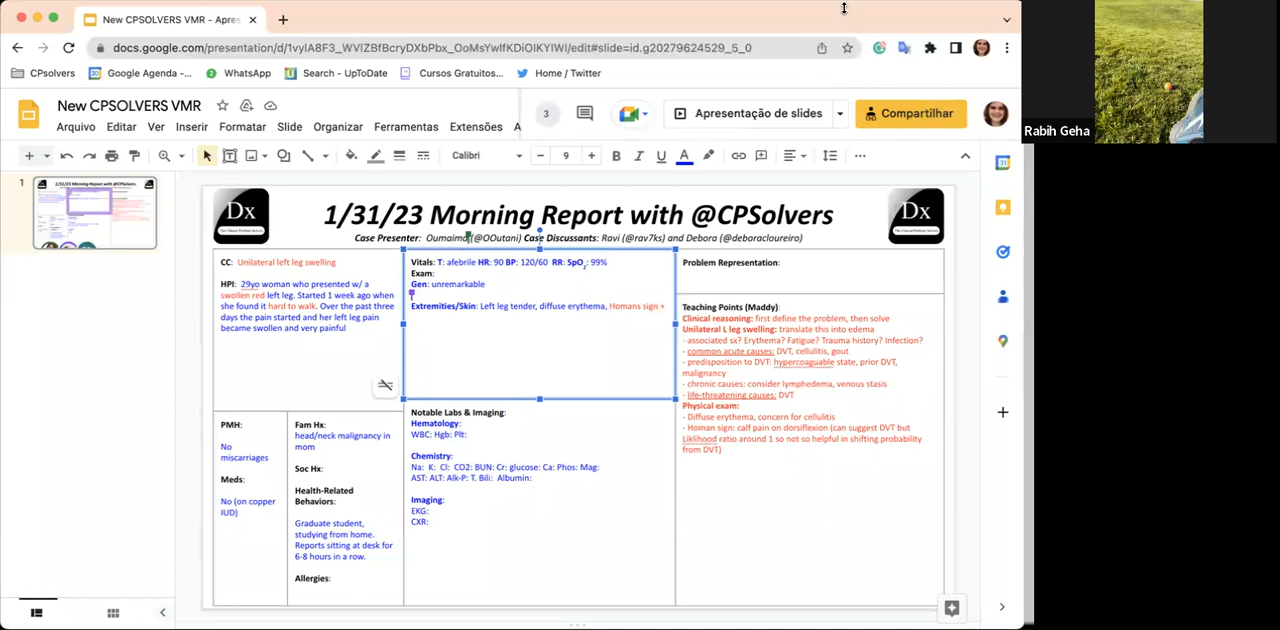 New CPSOLVERS VMR - Apres
docs.google.com/presentation/d/1vyIA8F3_WVIZBfBcryDXbPbx_OoMsYwIfKDiOIKYIWI/edit#slide=id.g20279624529_5_0
CPsolvers Google Agenda -... WhatsApp Search - UpToDate Cursos Gratuitos... Home / Twitter
New CPSOLVERS VMR
3
Apresentação de slides
Compartilhar
Arquivo Editar Ver Inserir Formatar Slide Organizar Ferramentas Extensões A
Calibri
9
B I U A
Rabih Geha
31
1
Dx
The Clinical Problem Solvers
1/31/23 Morning Report with @CPSolvers
Dx
The Clinical Problem Solvers
Case Presenter: Oumaima (@OOutani) Case Discussants: Ravi (@rav7ks) and Debora (@deboracloureiro)
CC: Unilateral left leg swelling
HPI: 29yo woman who presented w/ a
swollen red left leg. Started 1 week ago when
she found it hard to walk. Over the past three
days the pain started and her left leg pain
became swollen and very painful
Vitals: T: afebrile HR: 90 BP: 120/60 RR: SpO2: 99%
Exam:
Gen: unremarkable
Extremities/Skin: Left leg tender, diffuse erythema, Homans sign +
Problem Representation:
Teaching Points (Maddy):
Clinical reasoning: first define the problem, then solve
Unilateral L leg swelling: translate this into edema
- associated sx? Erythema? Fatigue? Trauma history? Infection?
- common acute causes: DVT, cellulitis, gout
- predisposition to DVT: hypercoaguable state, prior DVT,
malignancy
- chronic causes: consider lymphedema, venous stasis
- life-threatening causes: DVT
Physical exam:
- Diffuse erythema, concern for cellulitis
- Homan sign: calf pain on dorsiflexion (can suggest DVT but
Liklihood ratio around 1 so not so helpful in shifting probability
from DVT)
PMH:
No
miscarriages
Meds:
No (on copper
IUD)
Fam Hx:
head/neck malignancy in
mom
Soc Hx:
Health-Related
Behaviors:
Graduate student,
studying from home.
Reports sitting at desk for
6-8 hours in a row.
Allergies:
Notable Labs & Imaging:
Hematology:
WBC: Hgb: Plt:
Chemistry:
Na: K: Cl: CO2: BUN: Cr: glucose: Ca: Phos: Mag:
AST: ALT: Alk-P: T. Bili: Albumin:
Imaging:
EKG:
CXR: